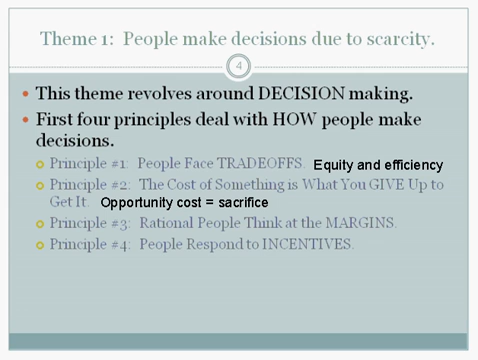 Theme 1: People make decisions due to scarcity.
4
This theme revolves around DECISION making.
First four principles deal with HOW people make
decisions.
Principle #1: People Face TRADEOFFS. Equity and efficiency
Principle #2: The Cost of Something is What You GIVE Up to
Get It. Opportunity cost = sacrifice
Principle #3: Rational People Think at the MARGINS.
Principle #4: People Respond to INCENTIVES.